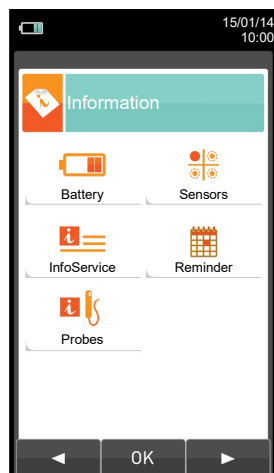 15/01/14
10:00
Information
Battery
Sensors
InfoService
Reminder
Probes
OK